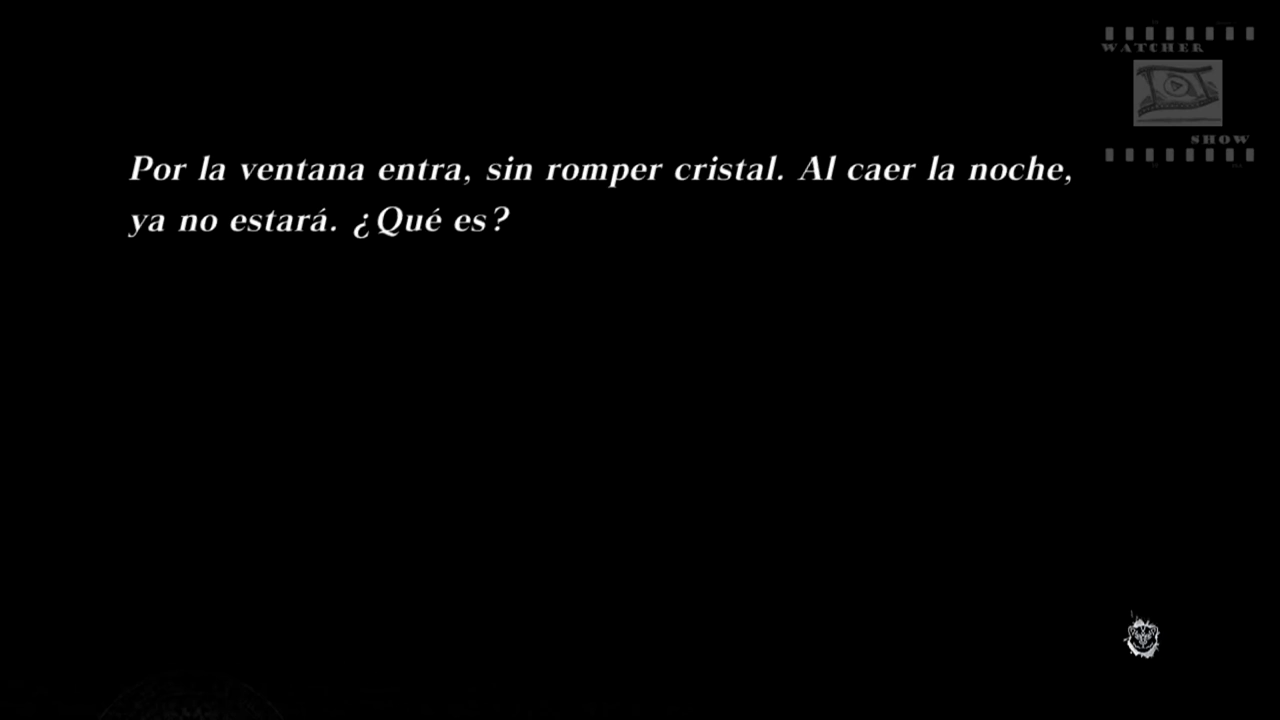 WATCHER
SHOW
Por la ventana entra, sin romper cristal. Al caer la noche,
ya no estará. ¿Qué es?